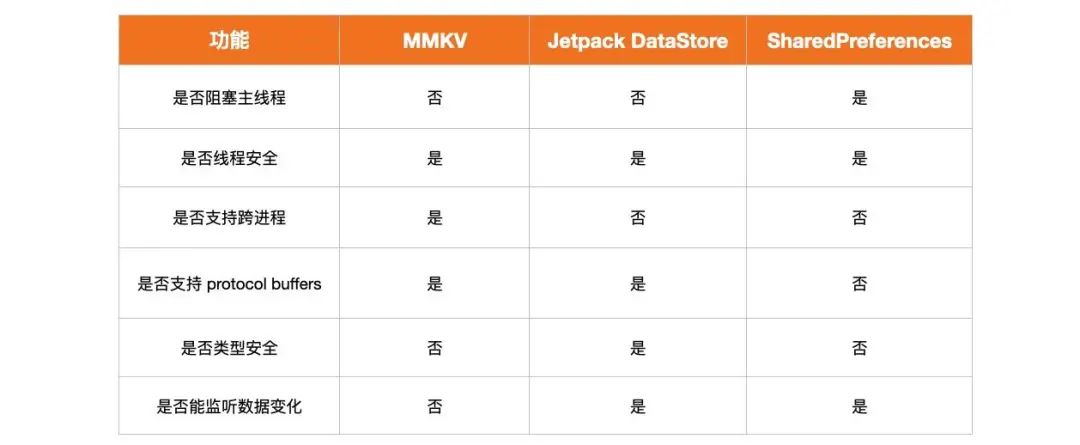 功能 MMKV Jetpack DataStore SharedPreferences
是否阻塞主线程 否 否 是
是否线程安全 是 是 是
是否支持跨进程 是 否 否
是否支持 protocol buffers 是 是 否
是否类型安全 否 是 否
是否能监听数据变化 否 是 是